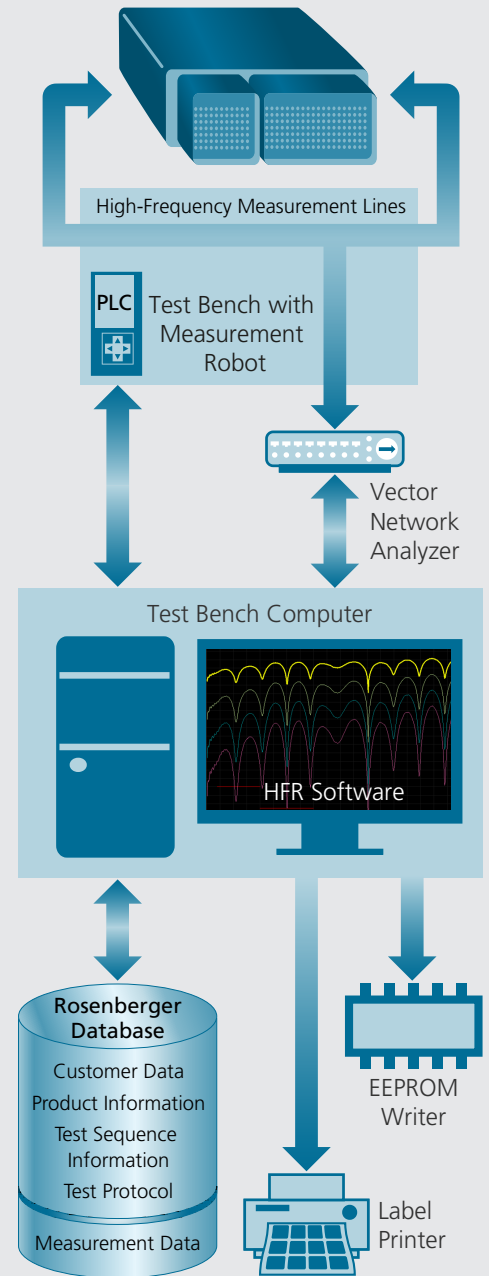 High-Frequency Measurement Lines
PLC
Test Bench with
Measurement
Robot
Vector
Network
Analyzer
Test Bench Computer
HFR Software
Rosenberger
Database
Customer Data
Product Information
Test Sequence
Information
Test Protocol
Measurement Data
EEPROM
Writer
Label
Printer